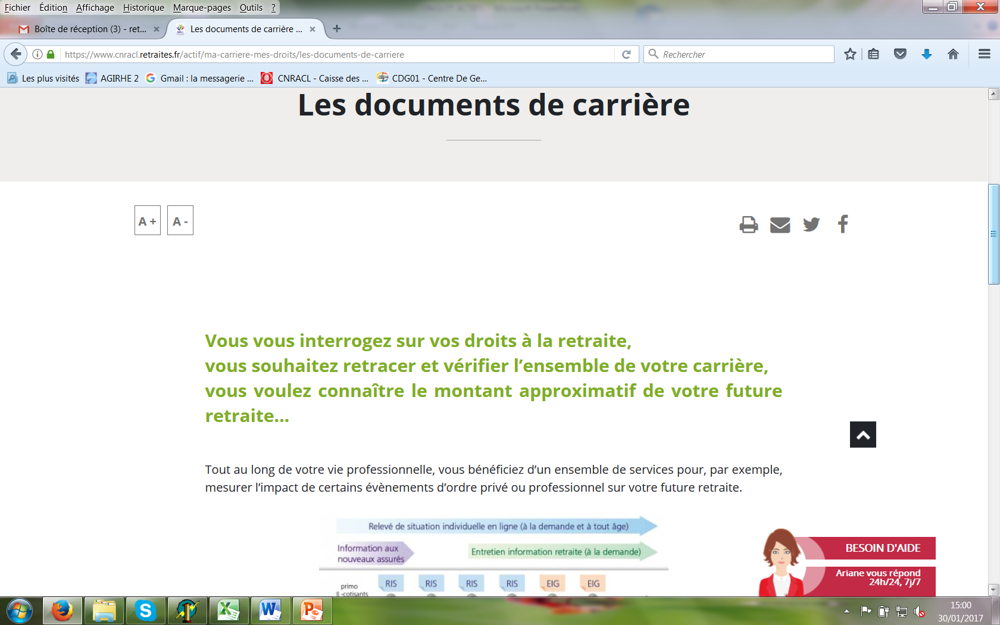 Fichier Édition Affichage Historique Marque-pages Outils ?
Boîte de réception (3) - ret...
Les documents de carrière ...
https://www.cnracl.retraites.fr/actif/ma-carriere-mes-droits/les-documents-de-carriere
Rechercher
Les plus visités AGIRHE 2 Gmail : la messagerie ... CNRACL - Caisse des ... CDG01 - Centre De Ge...
Les documents de carrière
A + A -
Vous vous interrogez sur vos droits à la retraite,
vous souhaitez retracer et vérifier l’ensemble de votre carrière,
vous voulez connaître le montant approximatif de votre future
retraite...
Tout au long de votre vie professionnelle, vous bénéficiez d’un ensemble de services pour, par exemple,
mesurer l’impact de certains évènements d’ordre privé ou professionnel sur votre future retraite.
Relevé de situation individuelle en ligne (à la demande et à tout âge)
Information aux
nouveaux assurés
Entretien information retraite (à la demande)
RIS RIS RIS RIS EIG EIG
primo
-cotisants
BESOIN D'AIDE
Ariane vous répond
24h/24, 7j/7
15:00
30/01/2017